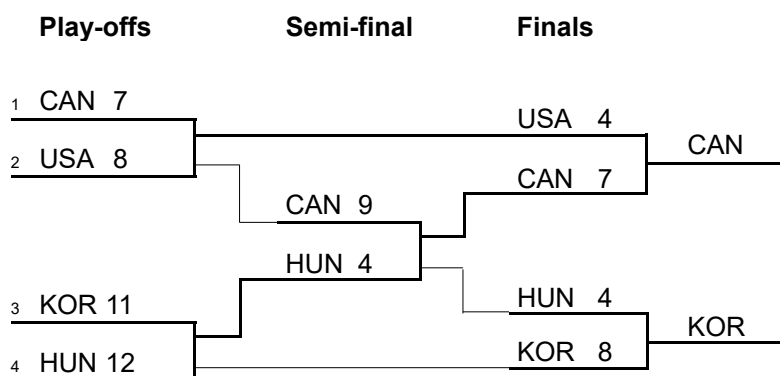 Play-offs Semi-final Finals
1 CAN 7
USA 4
CAN
2 USA 8
CAN 7
CAN 9
HUN 4
3 KOR 11
HUN 4
KOR
4 HUN 12
KOR 8